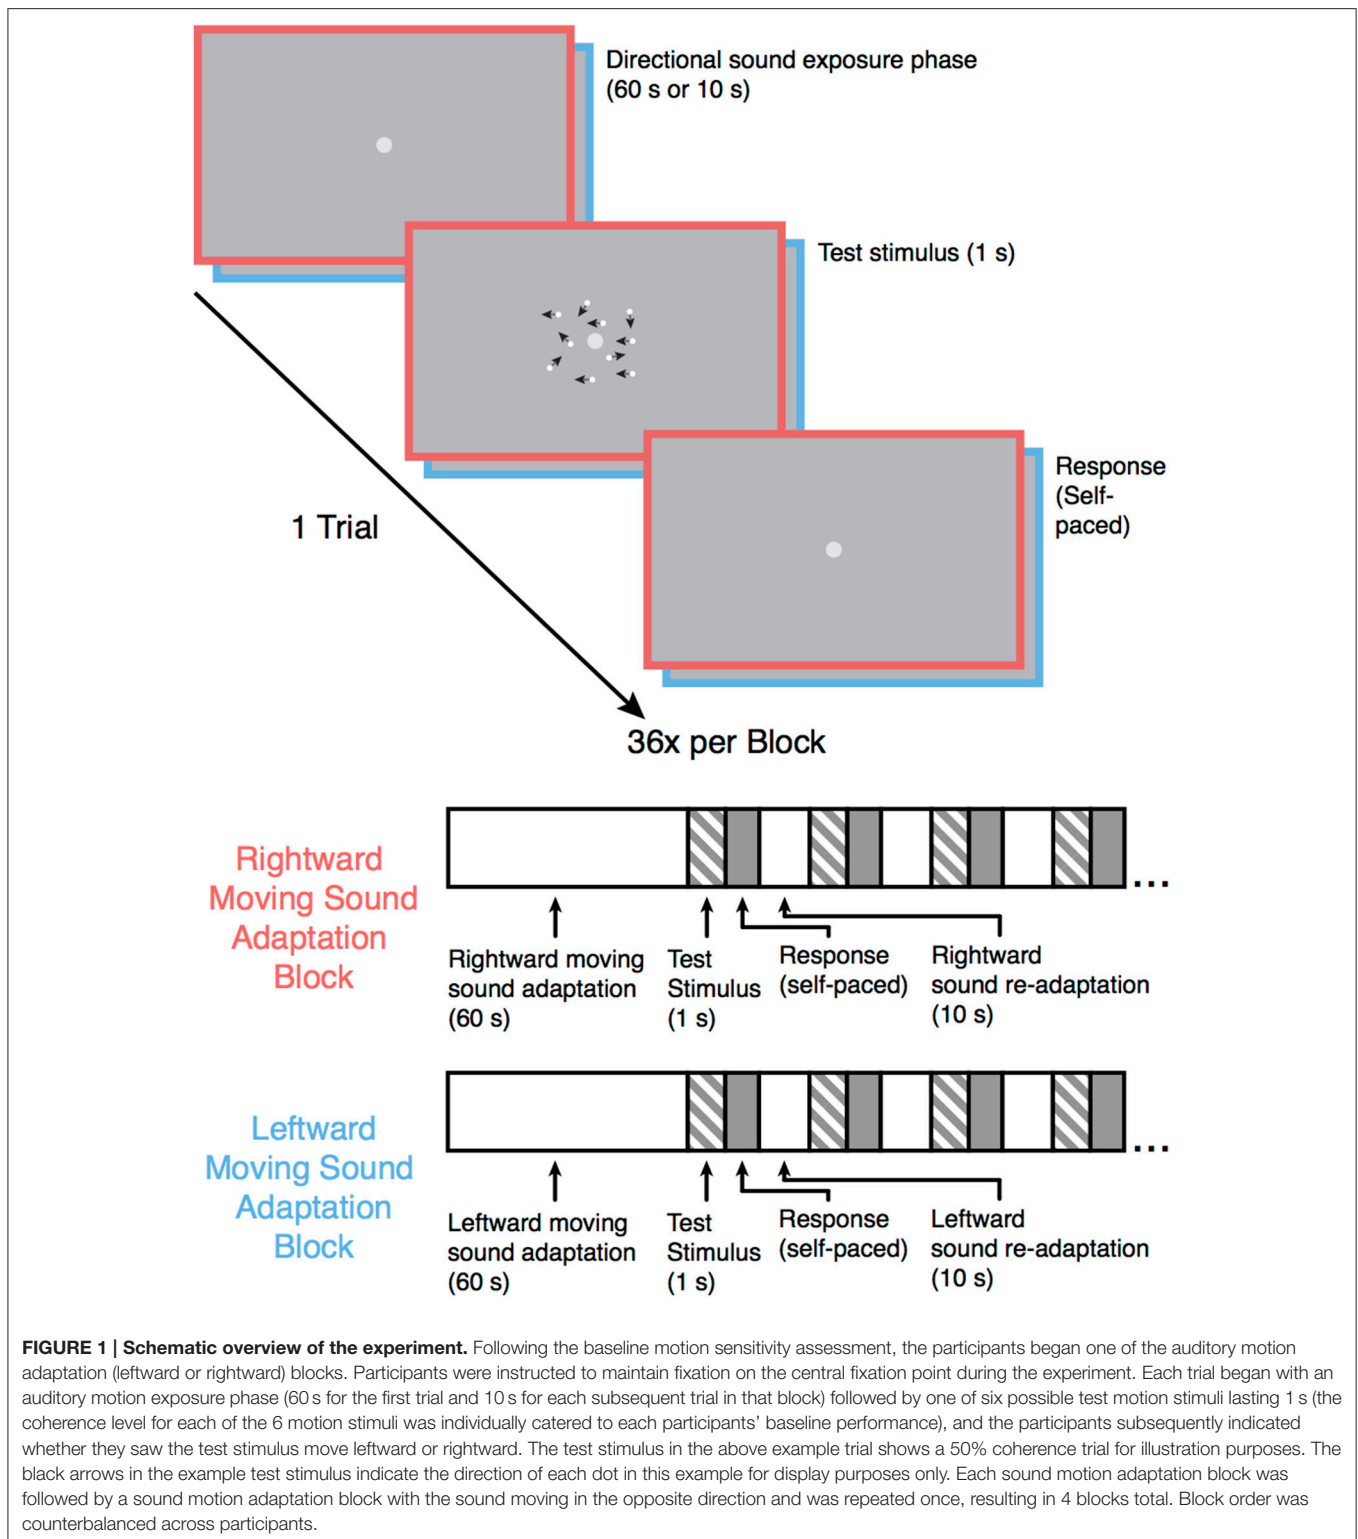 Directional sound exposure phase
(60 s or 10 s)
Test stimulus (1 s)
Response
(Self-
paced)
1 Trial
36x per Block
Rightward
Moving Sound
Adaptation
Block
...
Rightward moving
sound adaptation
(60 s)
Test
Stimulus
(1 s)
Response
(self-paced)
Rightward
sound re-adaptation
(10 s)
Leftward
Moving Sound
Adaptation
Block
...
Leftward moving
sound adaptation
(60 s)
Test
Stimulus
(1 s)
Response
(self-paced)
Leftward
sound re-adaptation
(10 s)
FIGURE 1 | Schematic overview of the experiment. Following the baseline motion sensitivity assessment, the participants began one of the auditory motion
adaptation (leftward or rightward) blocks. Participants were instructed to maintain fixation on the central fixation point during the experiment. Each trial began with an
auditory motion exposure phase (60 s for the first trial and 10 s for each subsequent trial in that block) followed by one of six possible test motion stimuli lasting 1 s (the
coherence level for each of the 6 motion stimuli was individually catered to each participants' baseline performance), and the participants subsequently indicated
whether they saw the test stimulus move leftward or rightward. The test stimulus in the above example trial shows a 50% coherence trial for illustration purposes. The
black arrows in the example test stimulus indicate the direction of each dot in this example for display purposes only. Each sound motion adaptation block was
followed by a sound motion adaptation block with the sound moving in the opposite direction and was repeated once, resulting in 4 blocks total. Block order was
counterbalanced across participants.